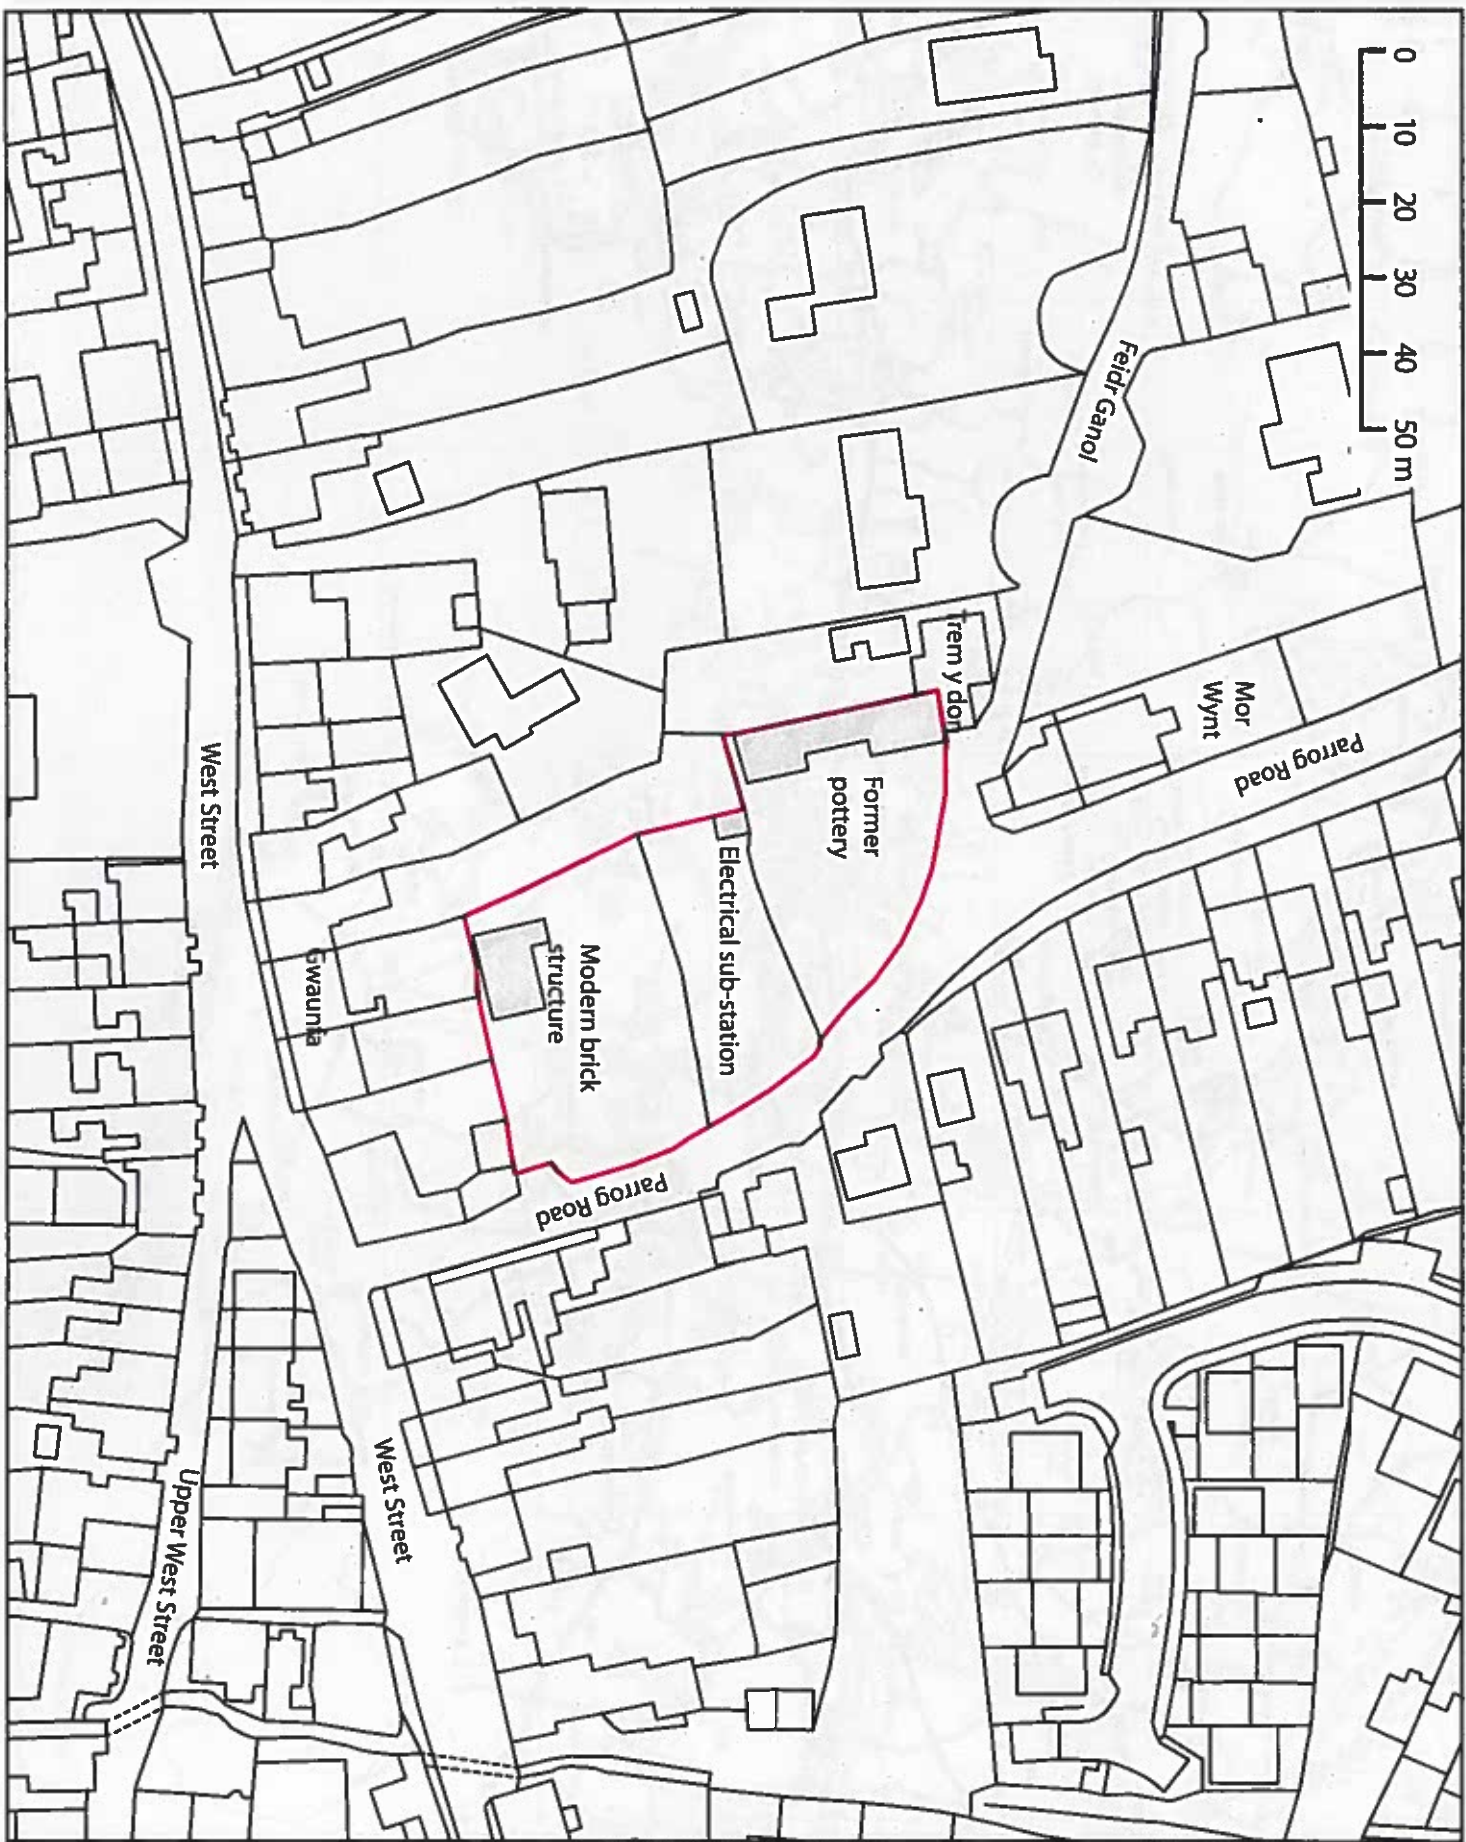 0 10 20 30 40 50 m
Feidr Ganol
Trem y don
Mor
Wynt
Parrog Road
Former
pottery
Electrical sub-station
Modern brick
structure
West Street
Gwaunfa
Parrog Road
West Street
Upper West Street